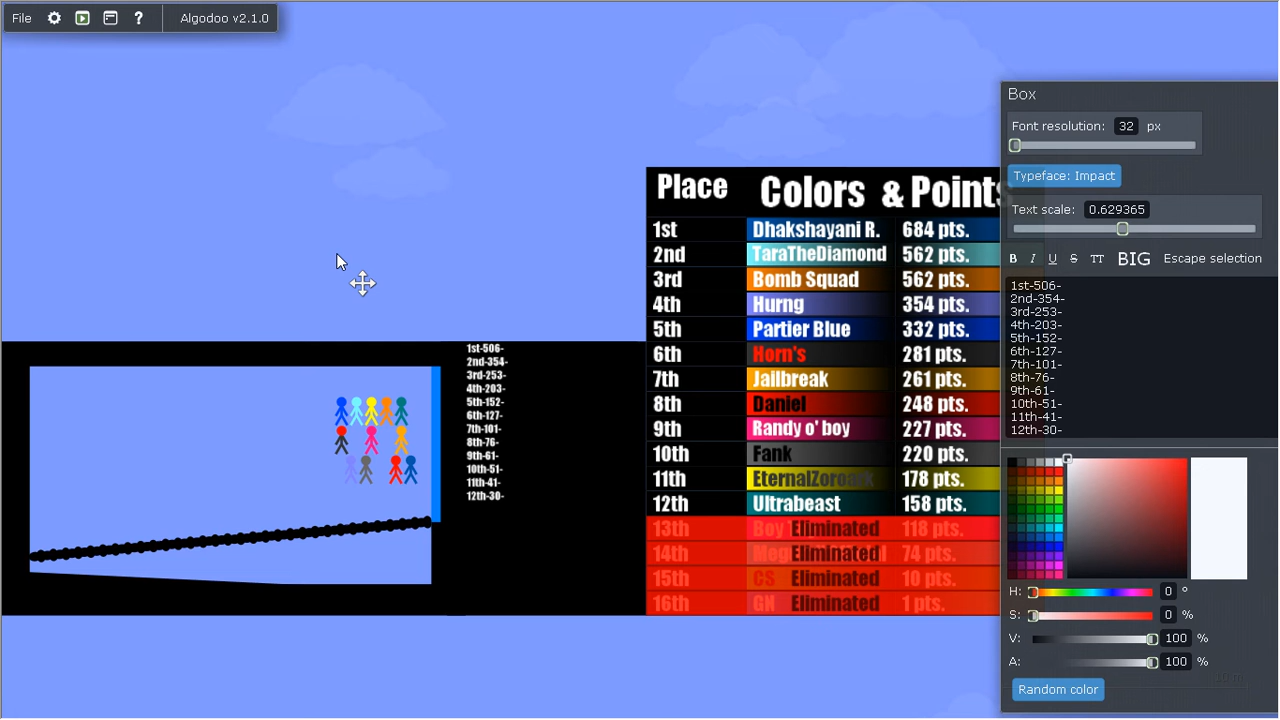 File ? Algodoo v2.1.0
Box
Font resolution: 32 px
Typeface: Impact
Text scale: 0.629365
B I U S TT BIG Escape selection
1st-506-
2nd-354-
3rd-253-
4th-203-
5th-152-
6th-127-
7th-101-
8th-76-
9th-61-
10th-51-
11th-41-
12th-30-
H: 0 °
S: 0 %
V: 100 %
A: 100 %
Random color
Place Colors & Points
1st Dhakshayani R. 684 pts.
2nd TaraTheDiamond 562 pts.
3rd Bomb Squad 562 pts.
4th Hurng 354 pts.
5th Partier Blue 332 pts.
6th Horn's 281 pts.
7th Jailbreak 261 pts.
8th Daniel 248 pts.
9th Randy o' boy 227 pts.
10th Fank 220 pts.
11th EternalZoroark 178 pts.
12th Ultrabeast 158 pts.
13th Boy Eliminated 118 pts.
14th Eliminated 74 pts.
15th CS Eliminated 10 pts.
16th GN Eliminated 1 pts.
1st-506-
2nd-354-
3rd-253-
4th-203-
5th-152-
6th-127-
7th-101-
8th-76-
9th-61-
10th-51-
11th-41-
12th-30-